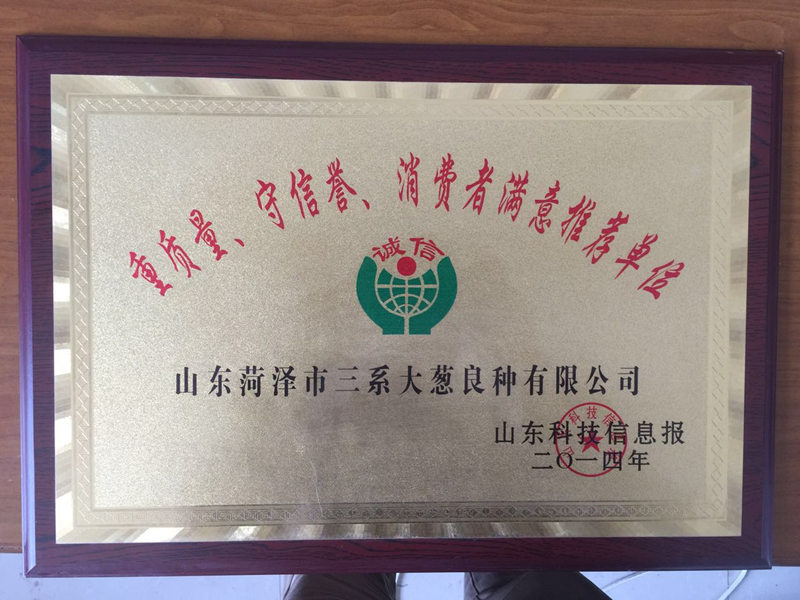 重质量、守信誉、消费者满意推荐单位
诚信
山东菏泽市三系大葱良种有限公司
山东科技信息报
二〇一四年